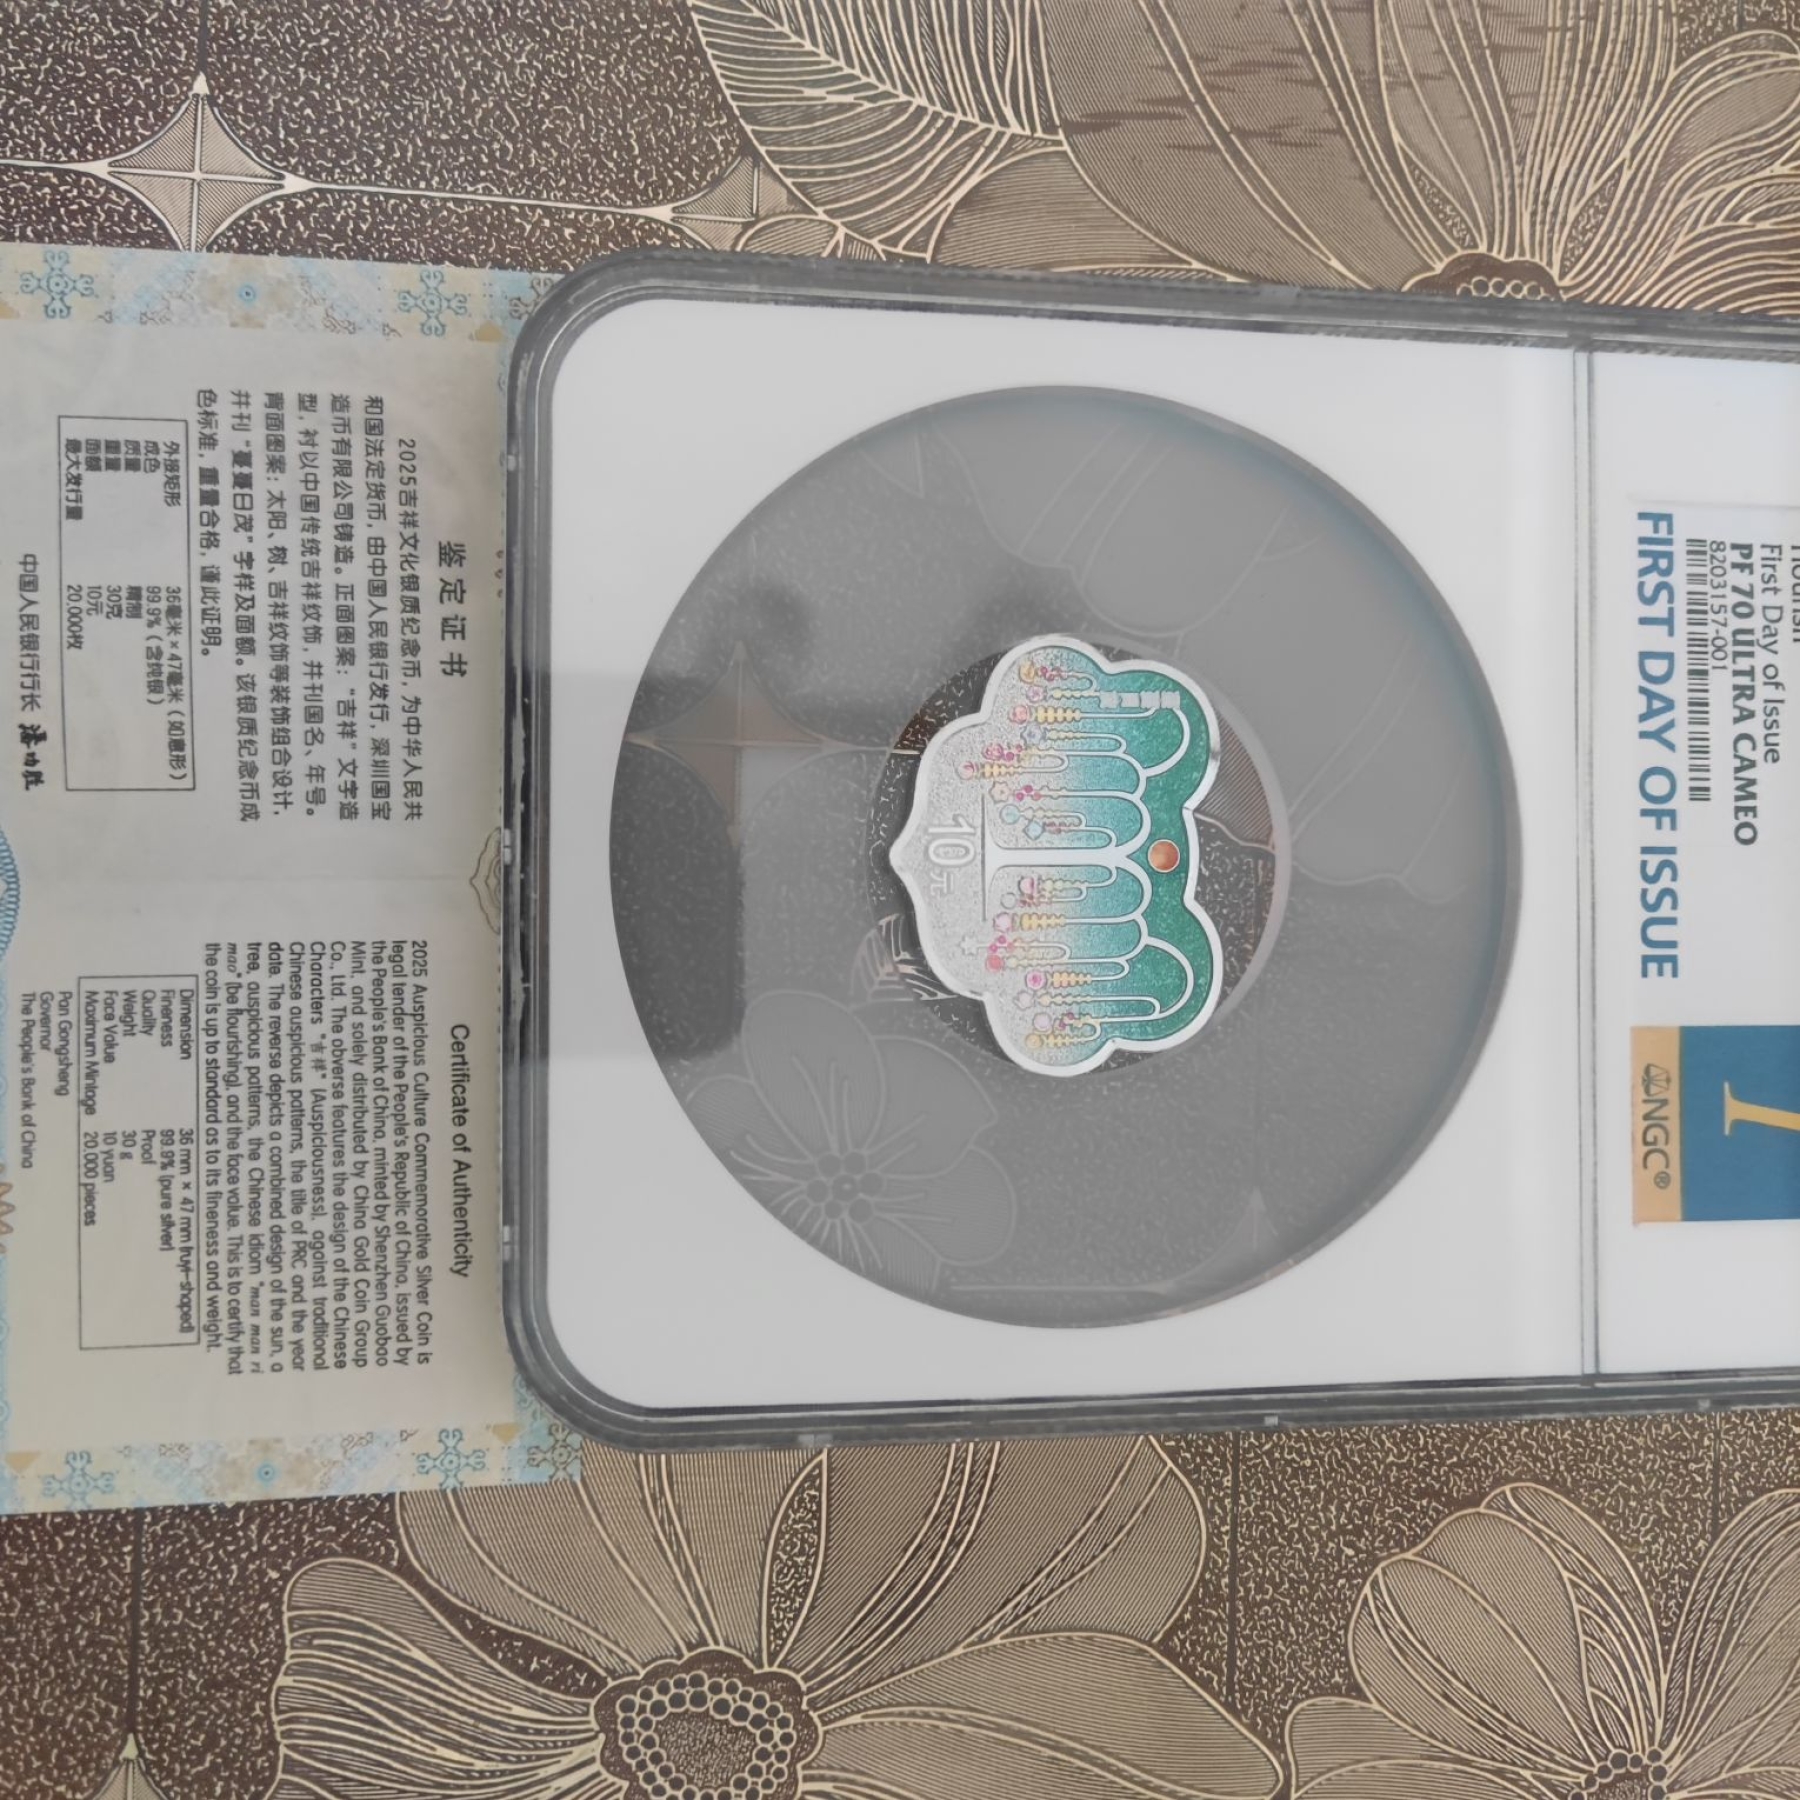 First Day of Issue
PF 70 ULTRA CAMEO
8203157-001
FIRST DAY OF ISSUE
NGC®
10元
鉴定证书
2025吉祥文化银质纪念币，为中华人民共
和国法定货币，由中国人民银行发行，深圳国宝
造币有限公司铸造。正面图案：“吉祥”文字造
型，衬以中国传统吉祥纹饰，并刊国名、年号。
背面图案：太阳、树、吉祥纹饰等装饰组合设计，
并刊“蔓蔓日茂”字样及面额。该银质纪念币成
色标准，重量合格，谨此证明。
外接矩形 36毫米×47毫米（如意形）
成色 99.9%（含纯银）
质量 精制
重量 30克
面额 10元
最大发行量 20,000枚
中国人民银行行长 潘功胜
Certificate of Authenticity
2025 Auspicious Culture Commemorative Silver Coin is
legal tender of the People's Republic of China, issued by
the People's Bank of China, minted by Shenzhen Guobao
Mint, and solely distributed by China Gold Coin Group
Co., Ltd. The obverse features the design of the Chinese
Characters "吉祥" (Auspiciousness), against traditional
Chinese auspicious patterns, the title of PRC and the year
date. The reverse depicts a combined design of the sun, a
tree, auspicious patterns, the Chinese idiom "man man ri
mao" (be flourishing), and the face value. This is to certify that
the coin is up to standard as to its fineness and weight.
Dimension 36 mm × 47 mm (ruyi-shaped)
Fineness 99.9% (pure silver)
Quality Proof
Weight 30 g
Face Value 10 yuan
Maximum Mintage 20,000 pieces
Pan Gongsheng
Governor
The People's Bank of China